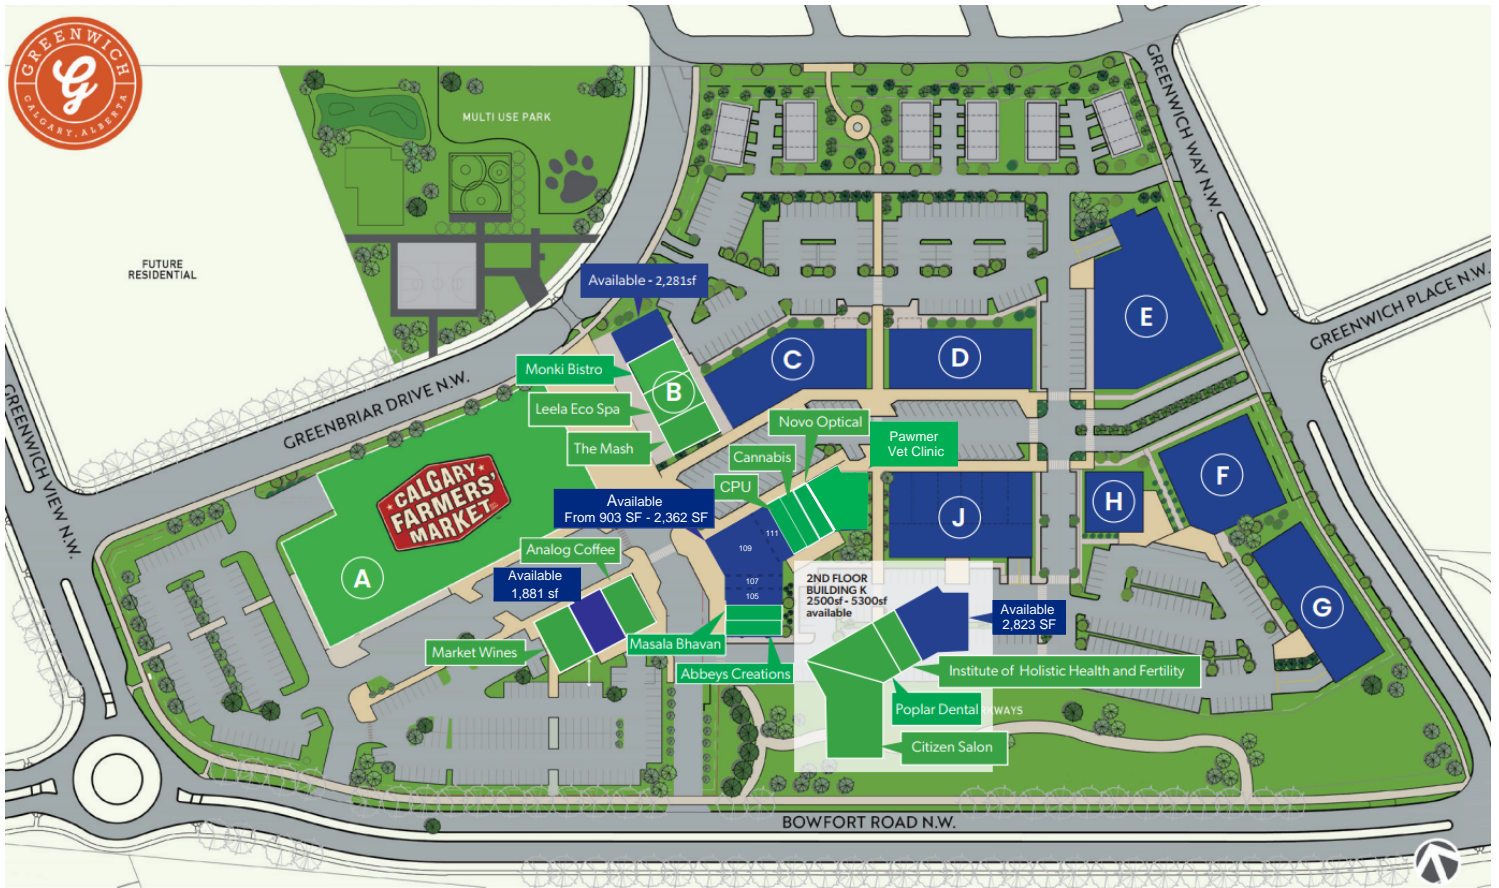 GREENWICH
CALGARY, ALBERTA
MULTI USE PARK
FUTURE
RESIDENTIAL
GREENWICH WAY N.W.
GREENWICH PLACE N.W.
GREENBRIAR DRIVE N.W.
GREENWICH VIEW N.W.
BOWFORT ROAD N.W.
Available - 2,281sf
Monki Bistro
Leela Eco Spa
The Mash
B
C
D
E
Novo Optical
Cannabis
CPU
Pawmer
Vet Clinic
CALGARY
FARMERS'
MARKET
A
Available
From 903 SF - 2,362 SF
111
109
107
105
J
H
F
G
Analog Coffee
Available
1,881 sf
Market Wines
Masala Bhavan
Abbeys Creations
2ND FLOOR
BUILDING K
2500sf - 5300sf
available
Available
2,823 SF
Institute of Holistic Health and Fertility
Poplar Dental
RKWAYS
Citizen Salon